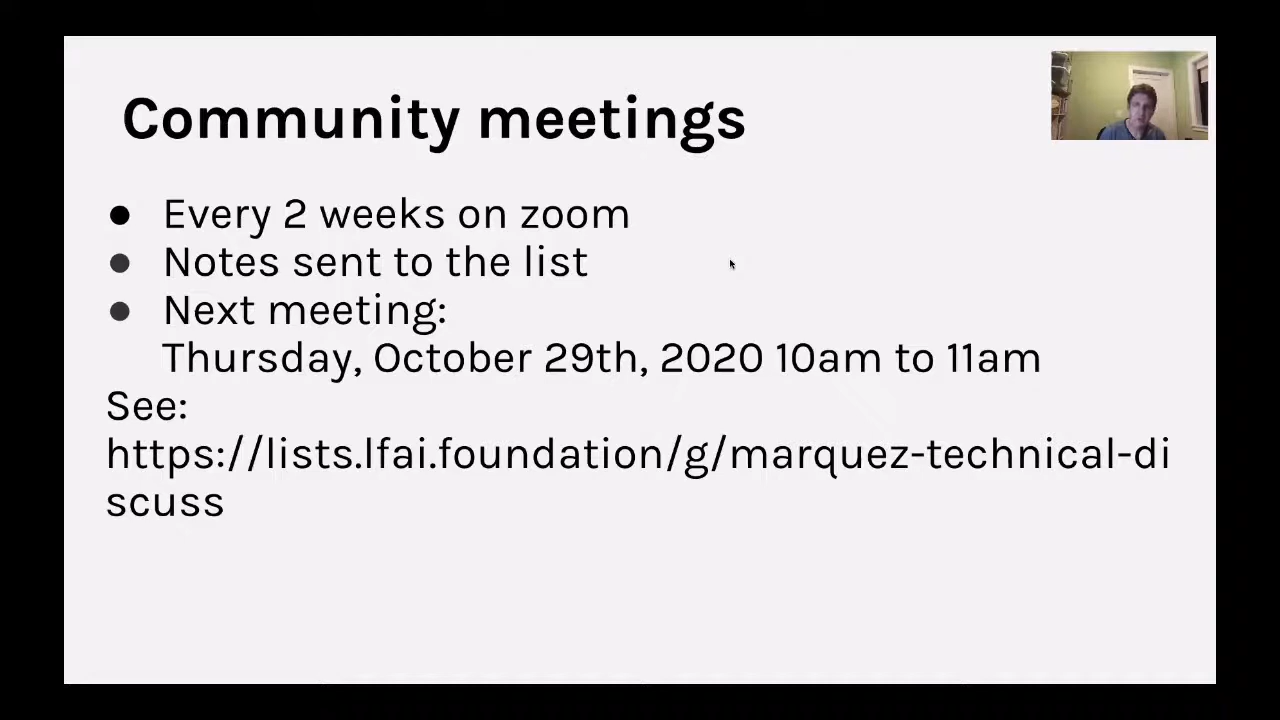 Community meetings
Every 2 weeks on zoom
Notes sent to the list
Next meeting:
Thursday, October 29th, 2020 10am to 11am
See:
https://lists.lfai.foundation/g/marquez-technical-di
scuss